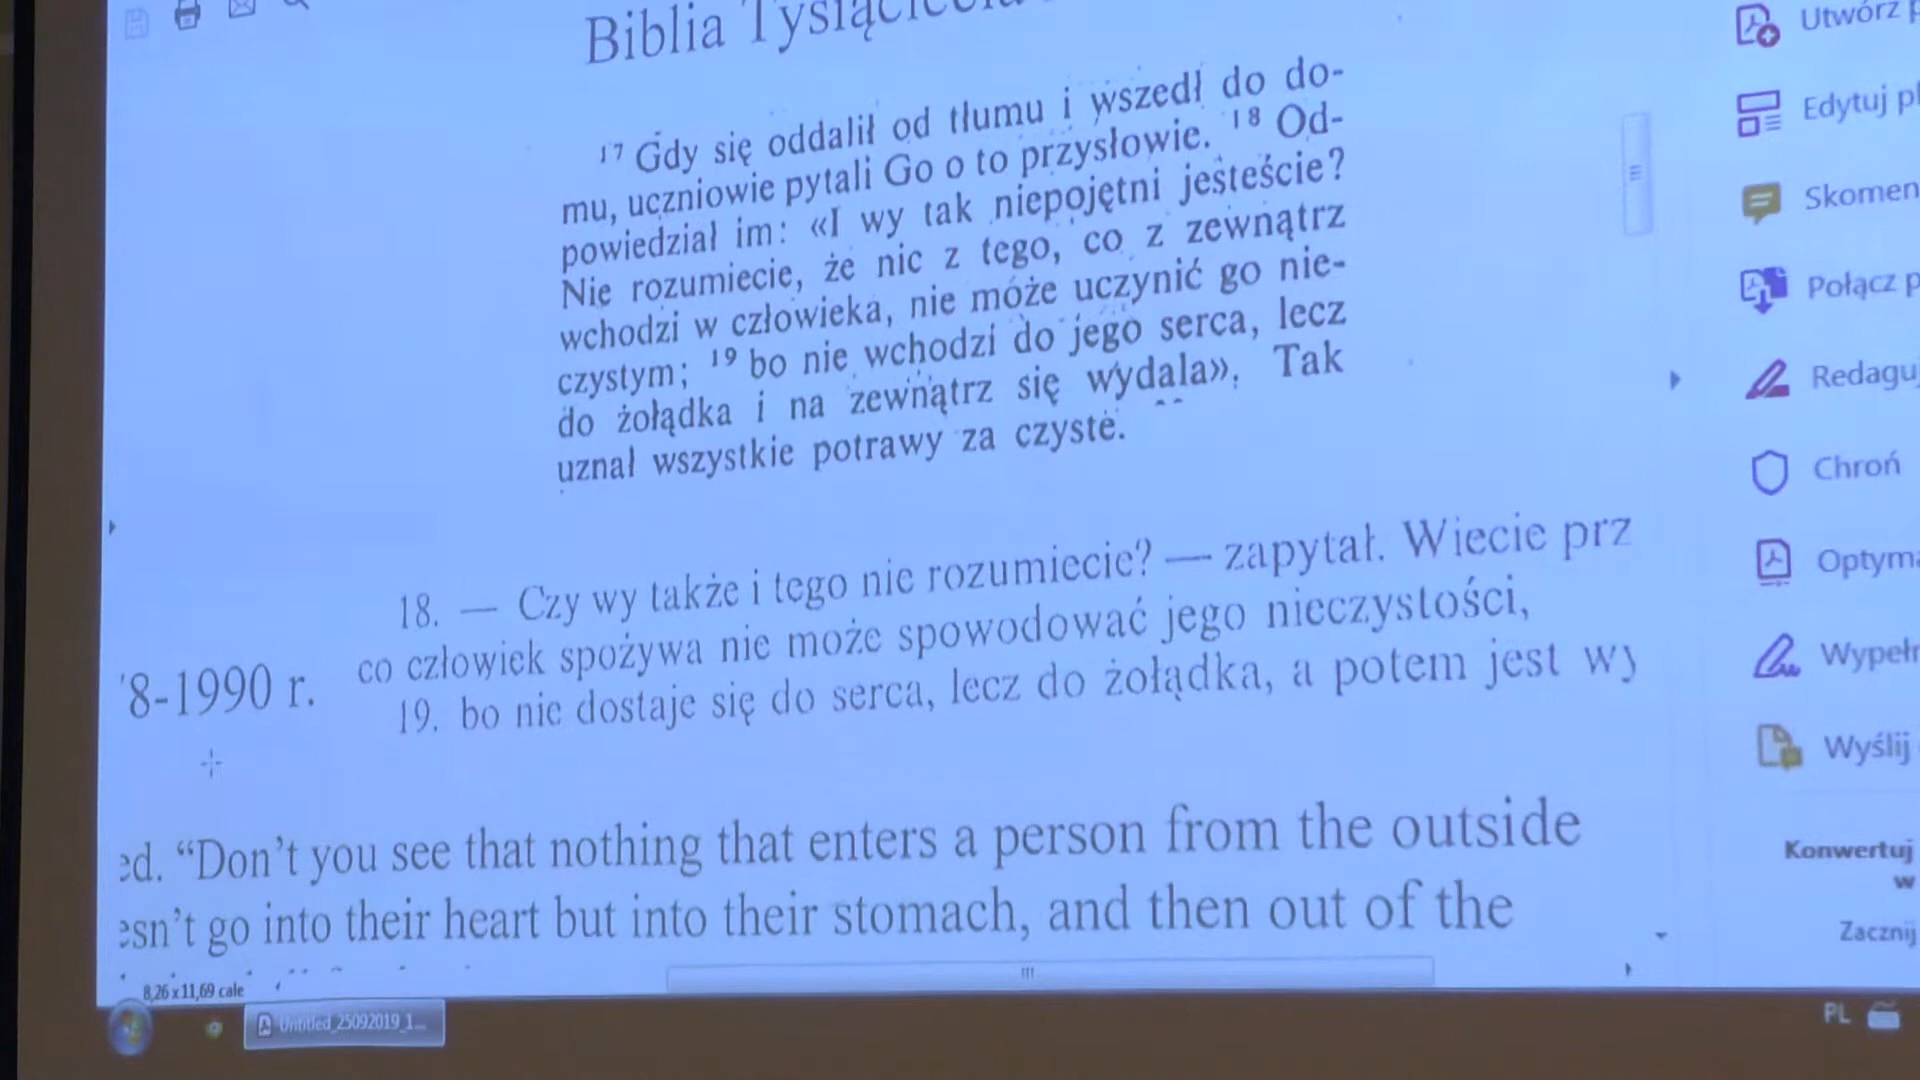 Biblia Tysiąclecia
¹⁷ Gdy się oddalił od tłumu i wszedł do do-
mu, uczniowie pytali Go o to przysłowie. ¹⁸ Od-
powiedział im: «I wy tak niepojętni jesteście?
Nie rozumiecie, że nic z tego, co z zewnątrz
wchodzi w człowieka, nie może uczynić go nie-
czystym; ¹⁹ bo nie wchodzi do jego serca, lecz
do żołądka i na zewnątrz się wydala». Tak
uznał wszystkie potrawy za czyste.
18. — Czy wy także i tego nie rozumiecie? — zapytał. Wiecie prz
co człowiek spożywa nie może spowodować jego nieczystości,
8-1990 r.
19. bo nie dostaje się do serca, lecz do żołądka, a potem jest wy
ed. “Don’t you see that nothing that enters a person from the outside
esn’t go into their heart but into their stomach, and then out of the
8,26 x 11,69 cale
Untitled_25092019_1...
Utwórz p
Edytuj pl
Skomen
Połącz p
Redaguj
Chroń
Optyma
Wypełn
Wyślij
Konwertuj
w
Zacznij
PL